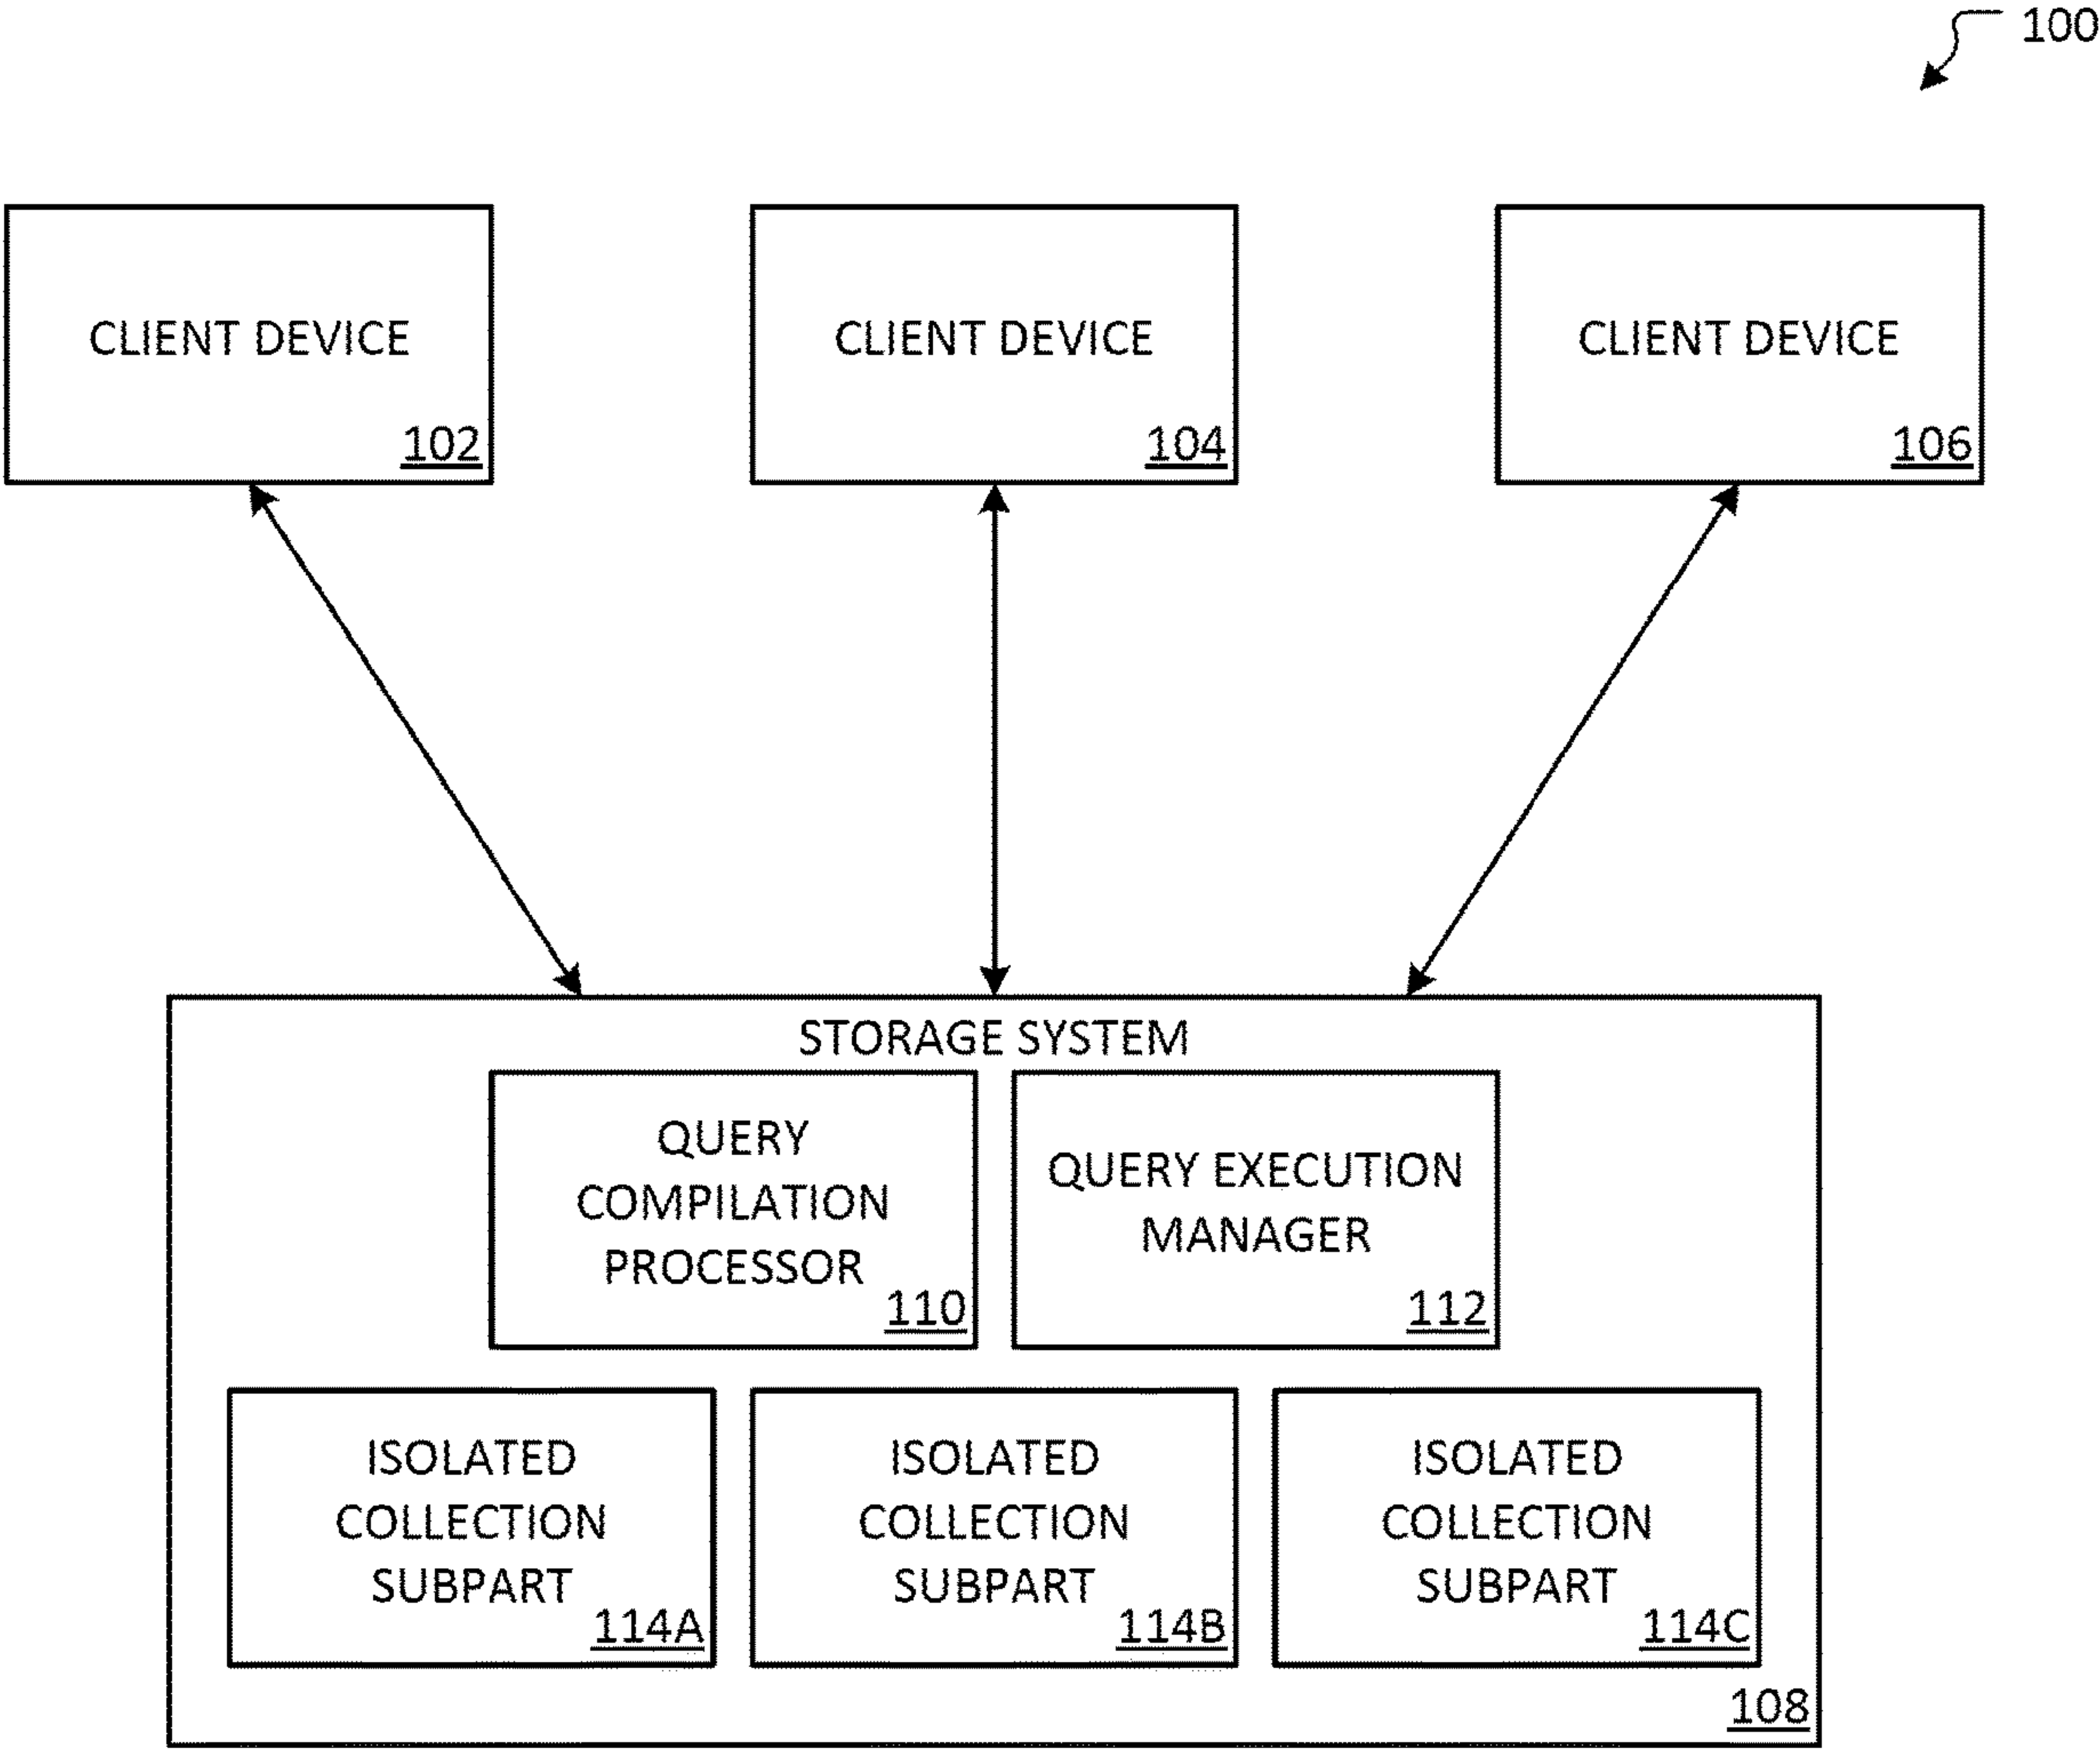 100
CLIENT DEVICE
102
CLIENT DEVICE
104
CLIENT DEVICE
106
STORAGE SYSTEM
QUERY
COMPILATION
PROCESSOR
110
QUERY EXECUTION
MANAGER
112
ISOLATED
COLLECTION
SUBPART
114A
ISOLATED
COLLECTION
SUBPART
114B
ISOLATED
COLLECTION
SUBPART
114C
108